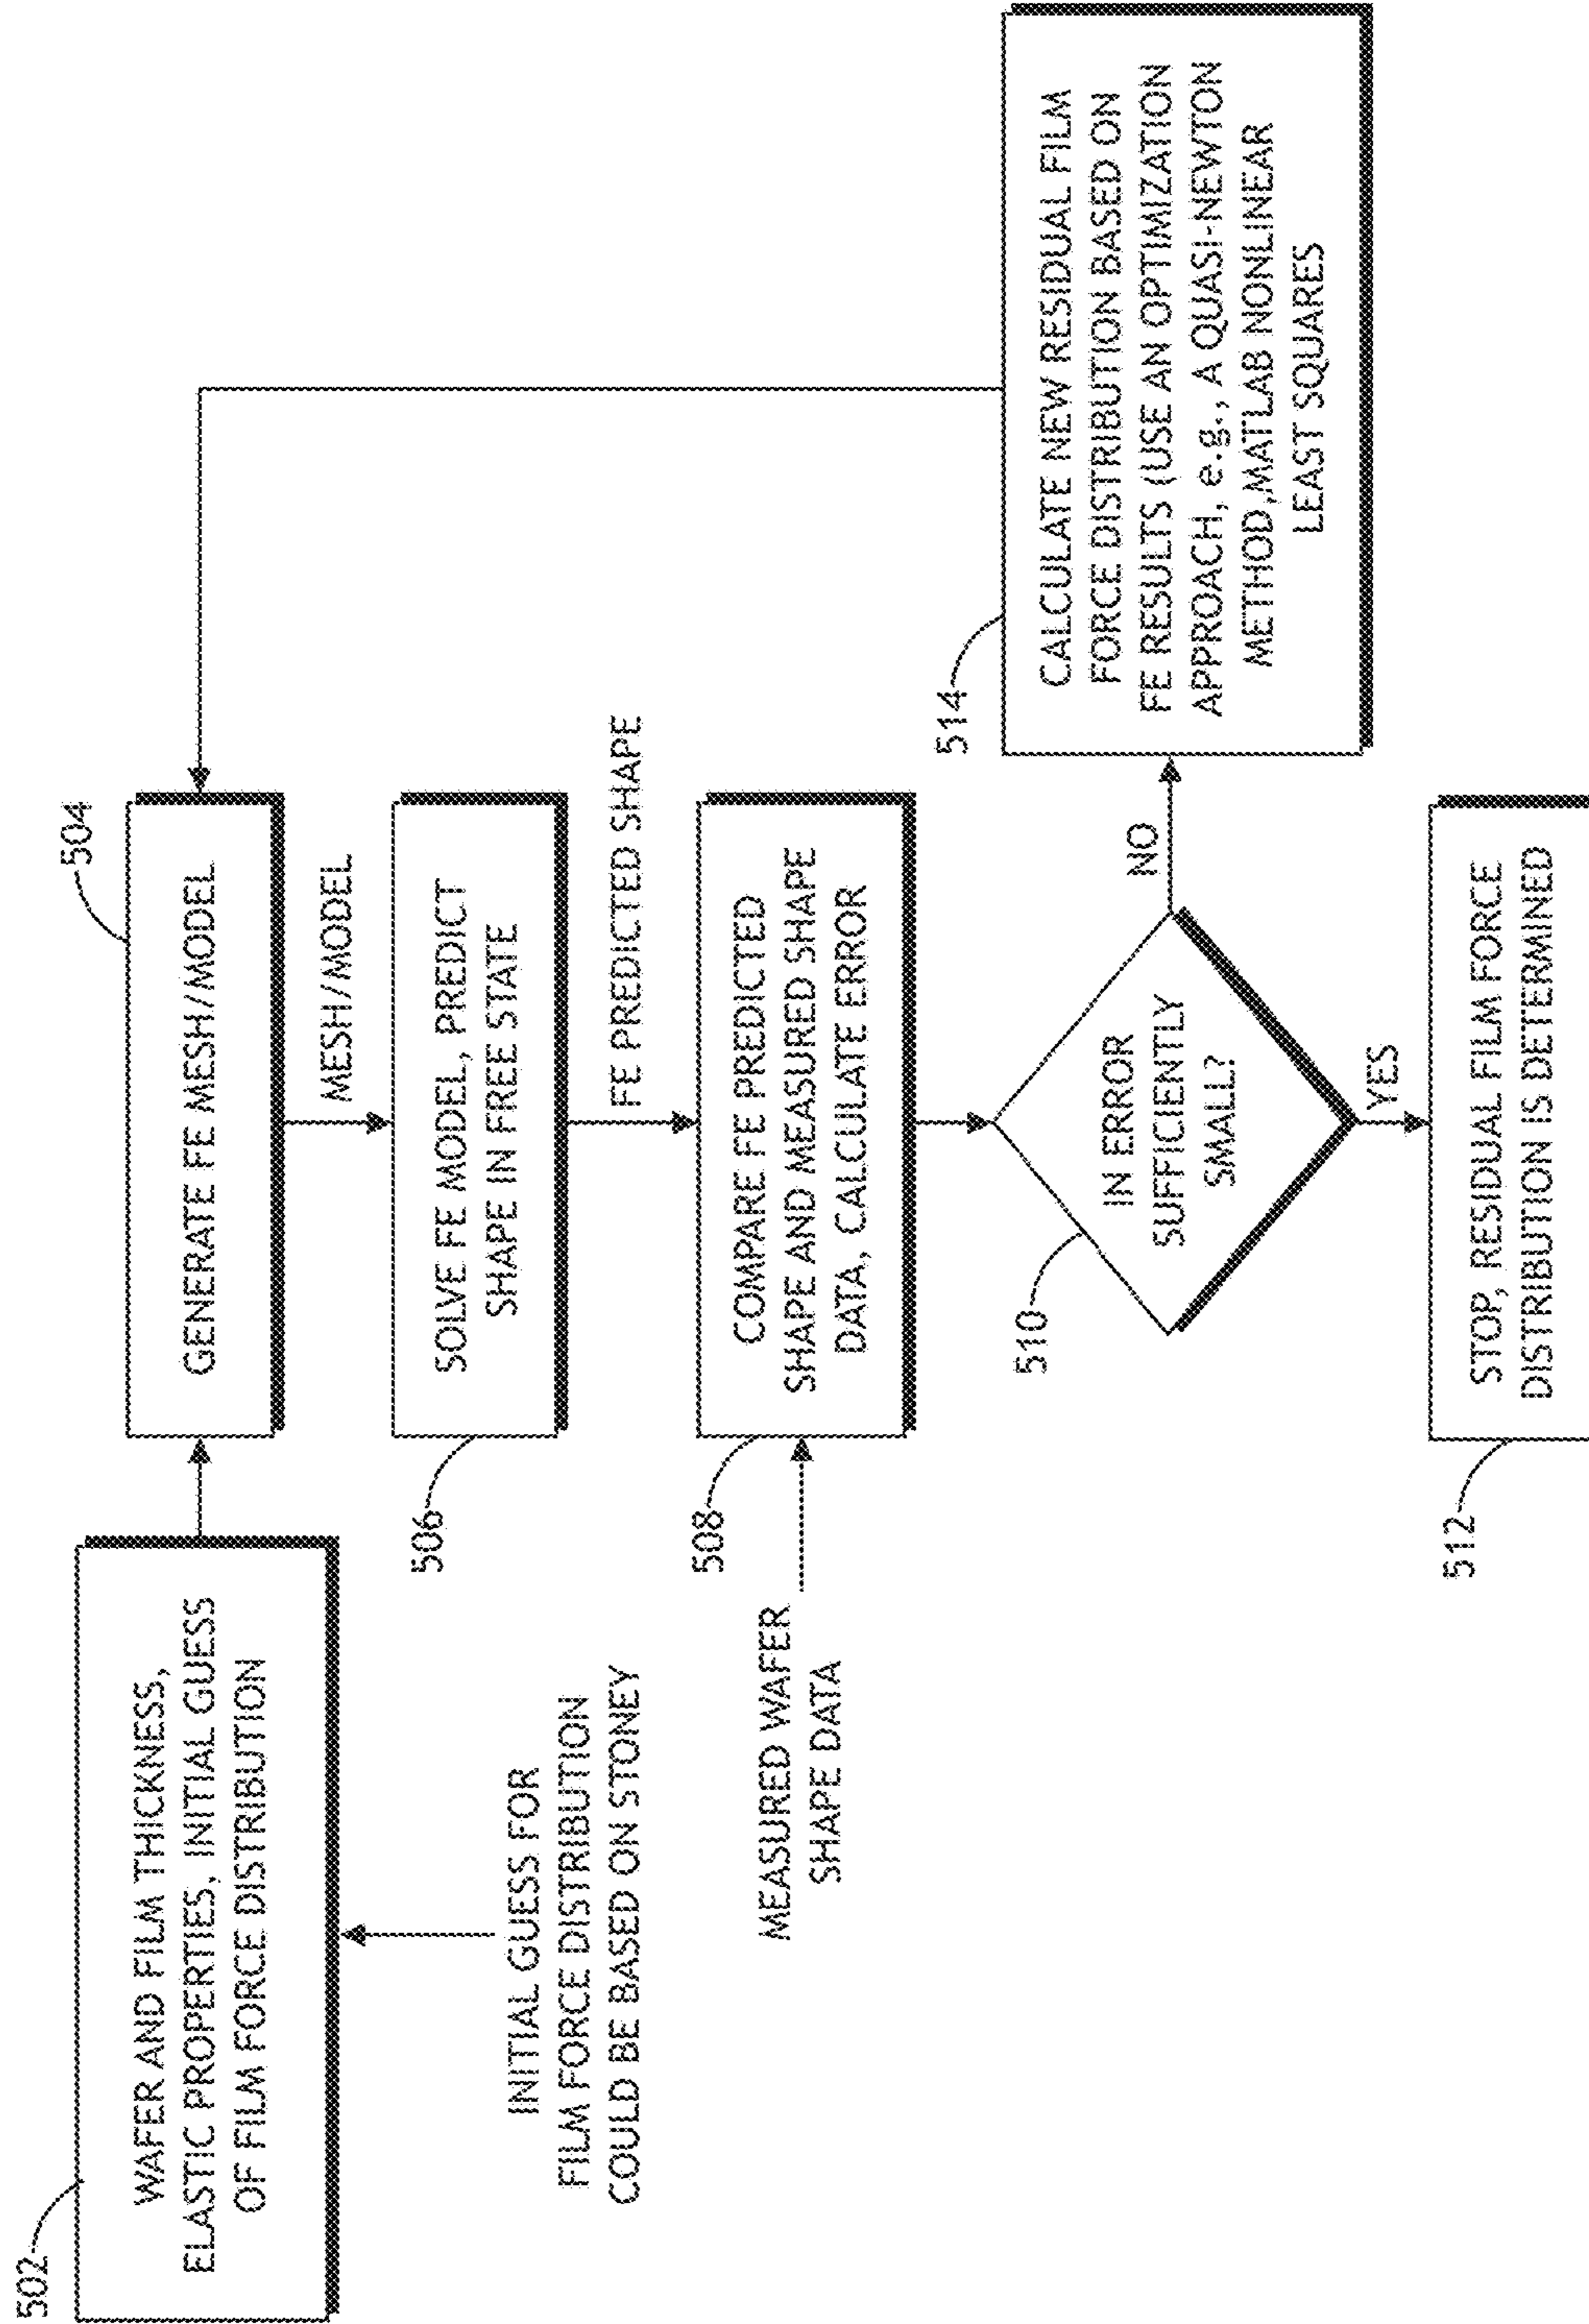 502
WAFER AND FILM THICKNESS,
ELASTIC PROPERTIES, INITIAL GUESS
OF FILM FORCE DISTRIBUTION
INITIAL GUESS FOR
FILM FORCE DISTRIBUTION
COULD BE BASED ON STONEY
504
GENERATE FE MESH/MODEL
MESH/MODEL
506
SOLVE FE MODEL, PREDICT
SHAPE IN FREE STATE
FE PREDICTED SHAPE
MEASURED WAFER
SHAPE DATA
508
COMPARE FE PREDICTED
SHAPE AND MEASURED SHAPE
DATA, CALCULATE ERROR
510
IN ERROR
SUFFICIENTLY
SMALL?
NO
514
CALCULATE NEW RESIDUAL FILM
FORCE DISTRIBUTION BASED ON
FE RESULTS (USE AN OPTIMIZATION
APPROACH, e.g., A QUASI-NEWTON
METHOD,MATLAB NONLINEAR
LEAST SQUARES
YES
512
STOP, RESIDUAL FILM FORCE
DISTRIBUTION IS DETERMINED